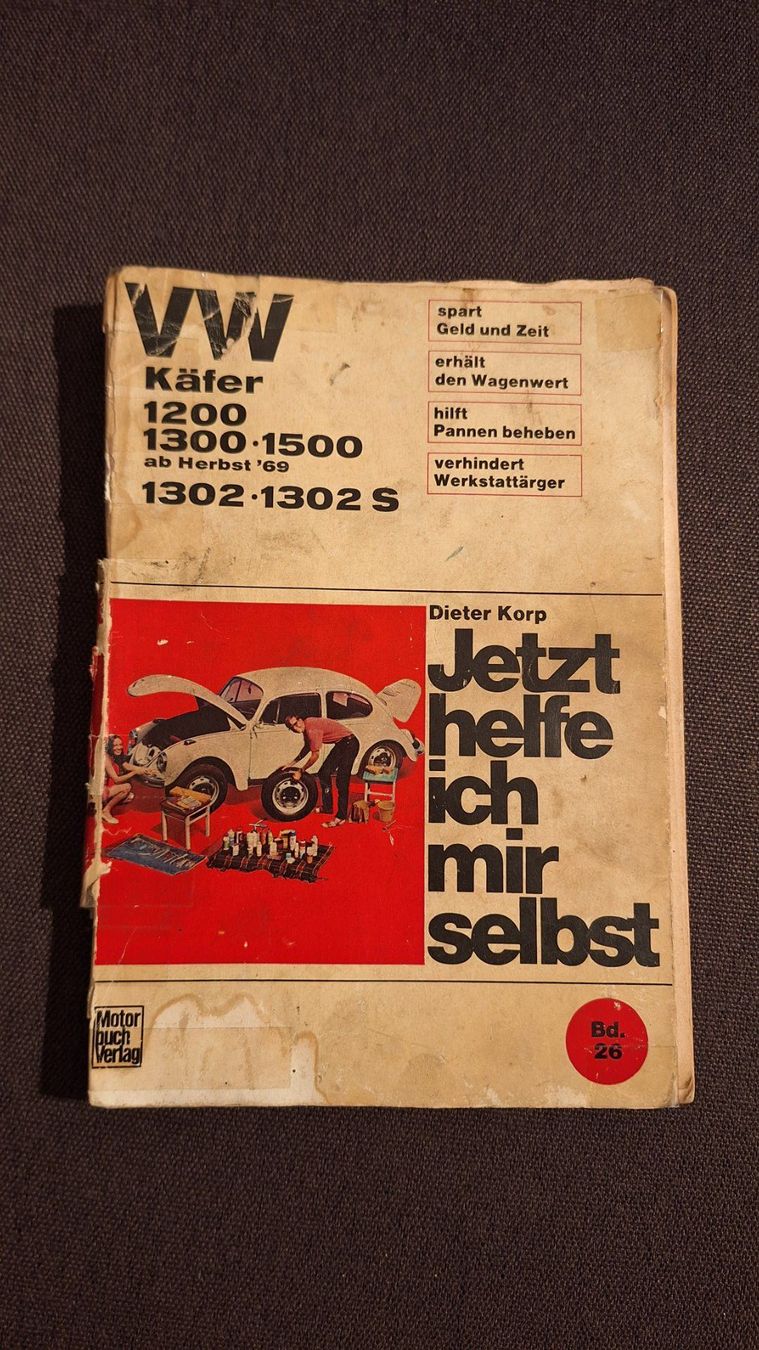 VW
Käfer
1200
1300·1500
ab Herbst '69
1302·1302 S
spart
Geld und Zeit
erhält
den Wagenwert
hilft
Pannen beheben
verhindert
Werkstattärger
Dieter Korp
Jetzt
helfe
ich
mir
selbst
Motor
buch
Verlag
Bd.
26